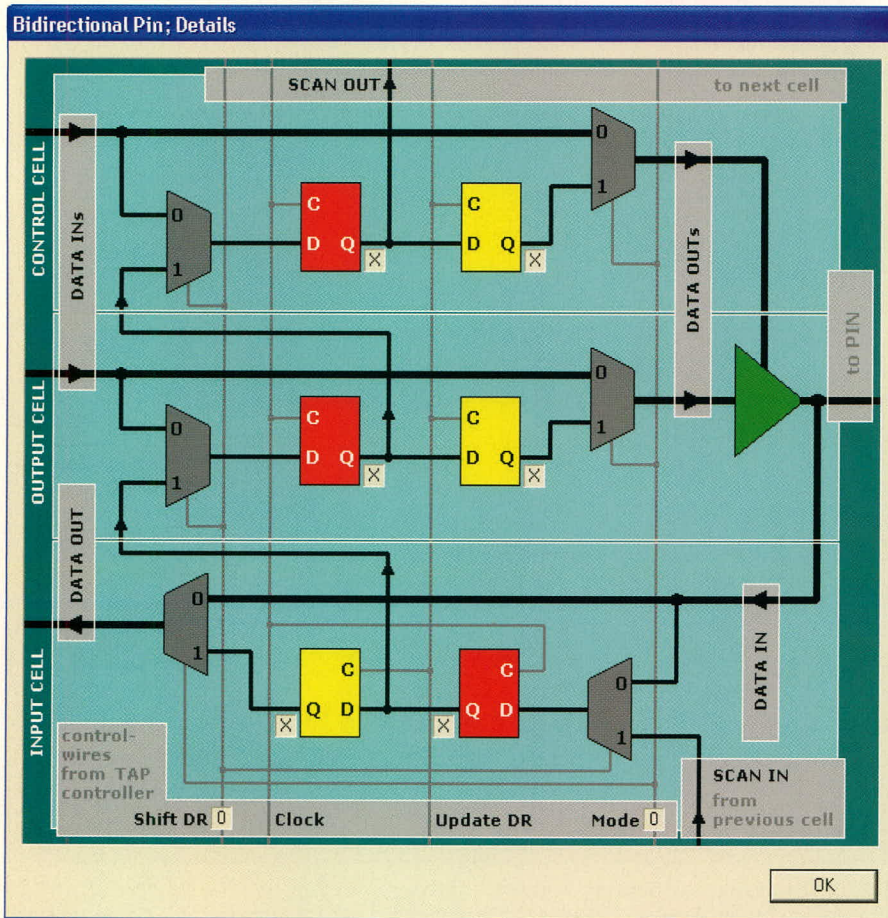 Bidirectional Pin; Details
SCAN OUT
to next cell
CONTROL CELL
DATA INs
0
1
C
D Q
X
C
D Q
X
0
1
DATA OUTs
to PIN
OUTPUT CELL
0
1
C
D Q
X
C
D Q
X
0
1
INPUT CELL
DATA OUT
0
1
C
Q D
X
C
Q D
X
0
1
DATA IN
control-
wires
from TAP
controller
SCAN IN
from
previous cell
Shift DR 0
Clock
Update DR
Mode 0
OK